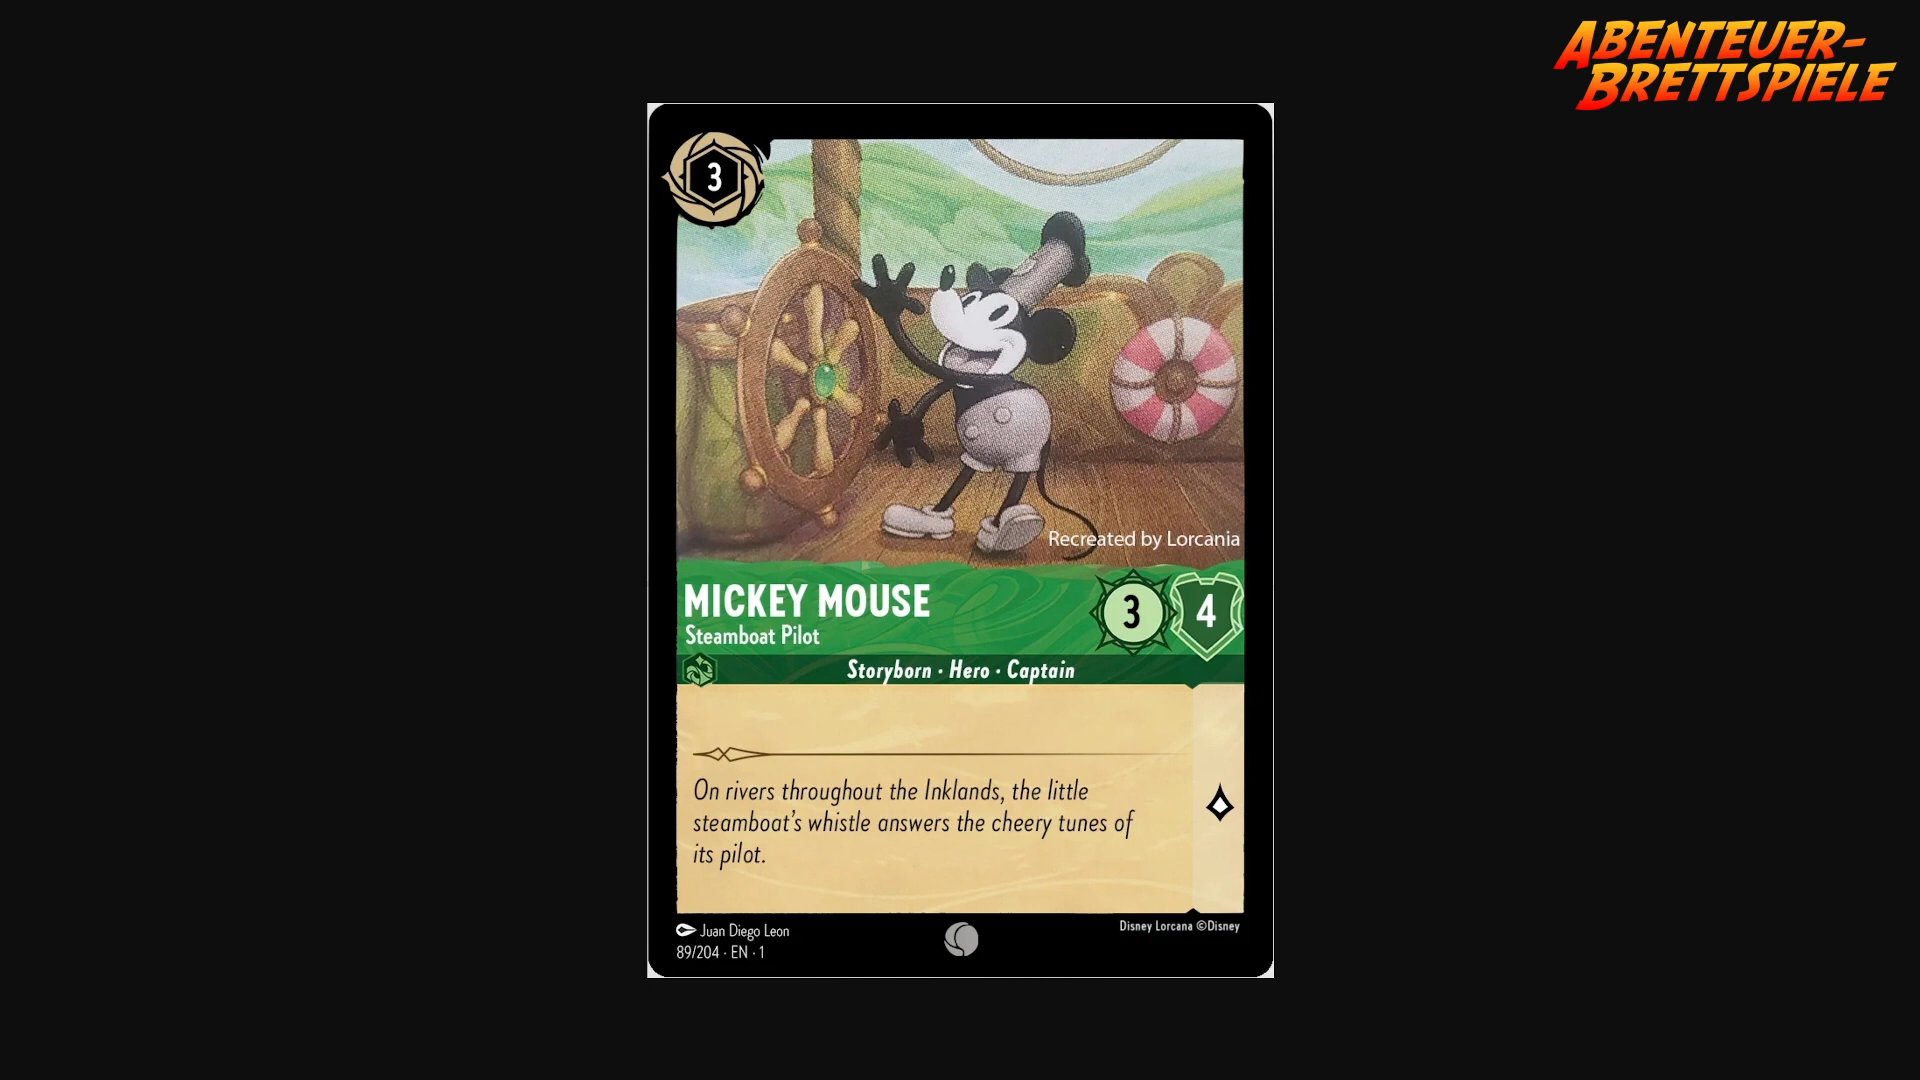 ABENTEUER-
BRETTSPIELE
3
Recreated by Lorcania
MICKEY MOUSE
Steamboat Pilot
3
4
Storyborn · Hero · Captain
On rivers throughout the Inklands, the little
steamboat's whistle answers the cheery tunes of
its pilot.
Juan Diego Leon
89/204 · EN · 1
Disney Lorcana ©Disney